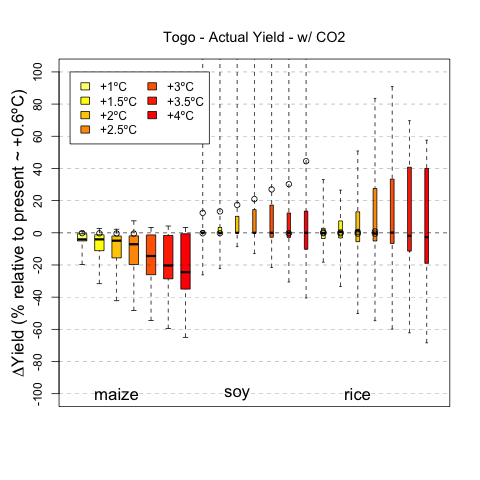 Togo - Actual Yield - w/ CO2
ΔYield (% relative to present ~ +0.6ºC)
100
80
60
40
20
0
-20
-40
-60
-80
-100
+1ºC
+1.5ºC
+2ºC
+2.5ºC
+3ºC
+3.5ºC
+4ºC
maize
soy
rice